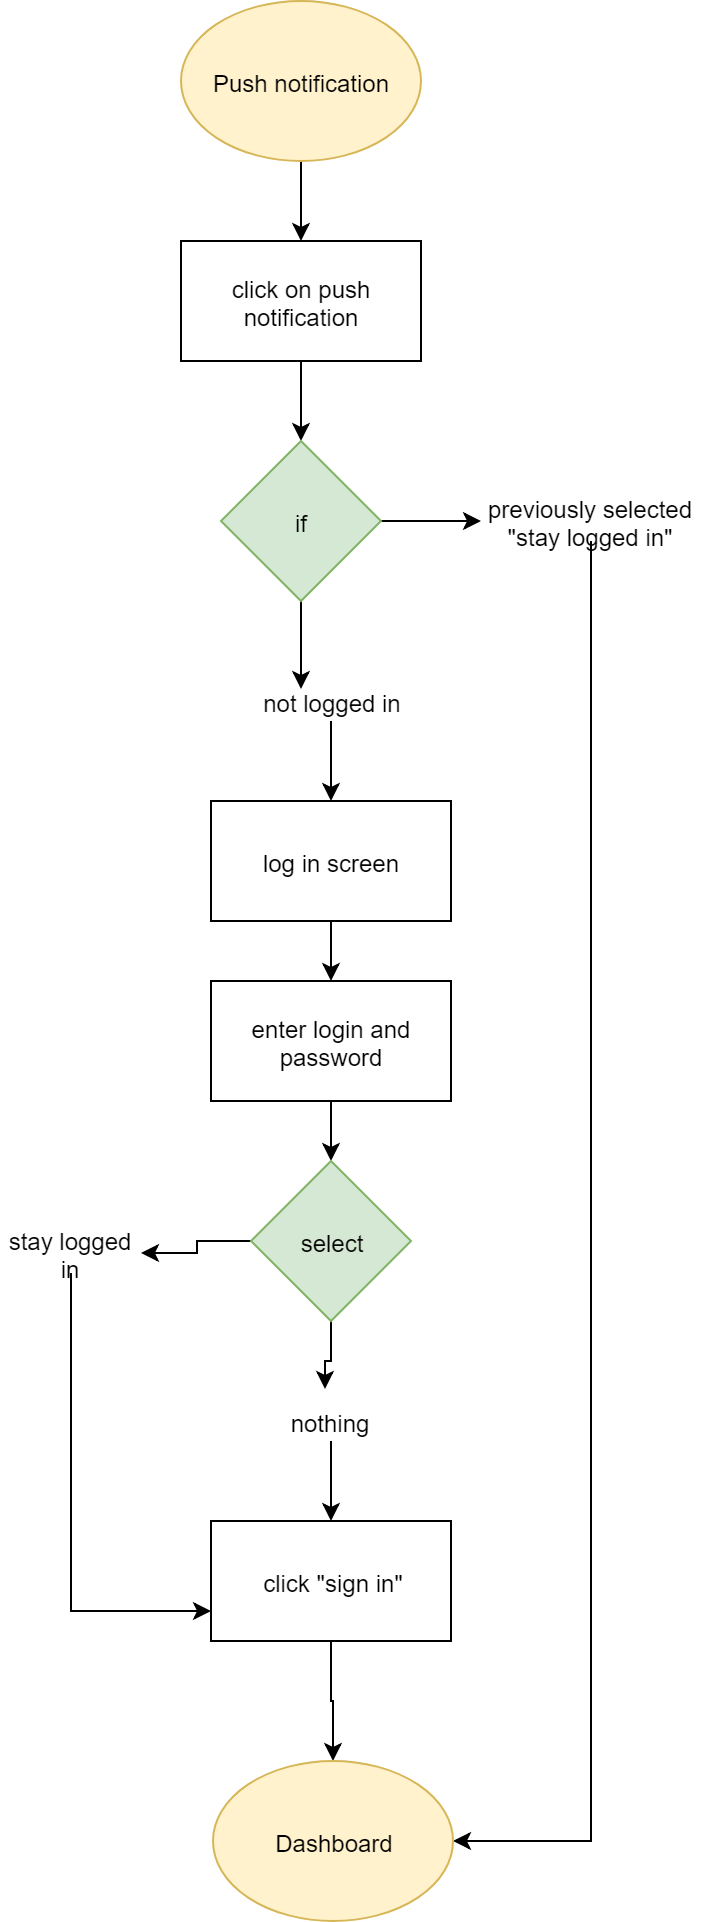 Push notification
click on push
notification
if
previously selected
"stay logged in"
not logged in
log in screen
enter login and
password
select
stay logged
in
nothing
click "sign in"
Dashboard